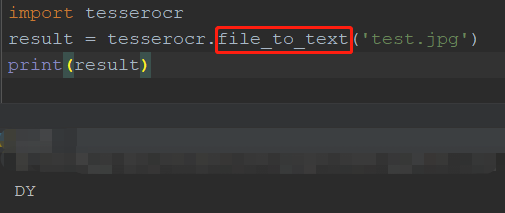 import tesserocr
result = tesserocr.file_to_text('test.jpg')
print(result)
DY